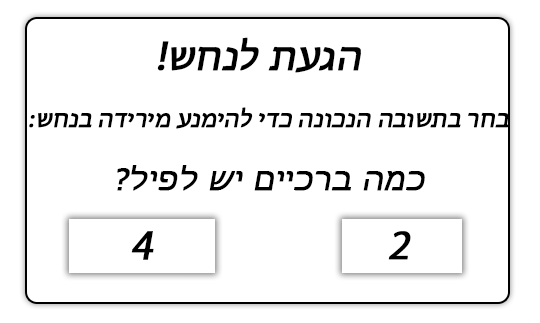 הגעת לנחש!
בחר בתשובה הנכונה כדי להימנע מירידה בנחש:
כמה ברכיים יש לפיל?
2
4